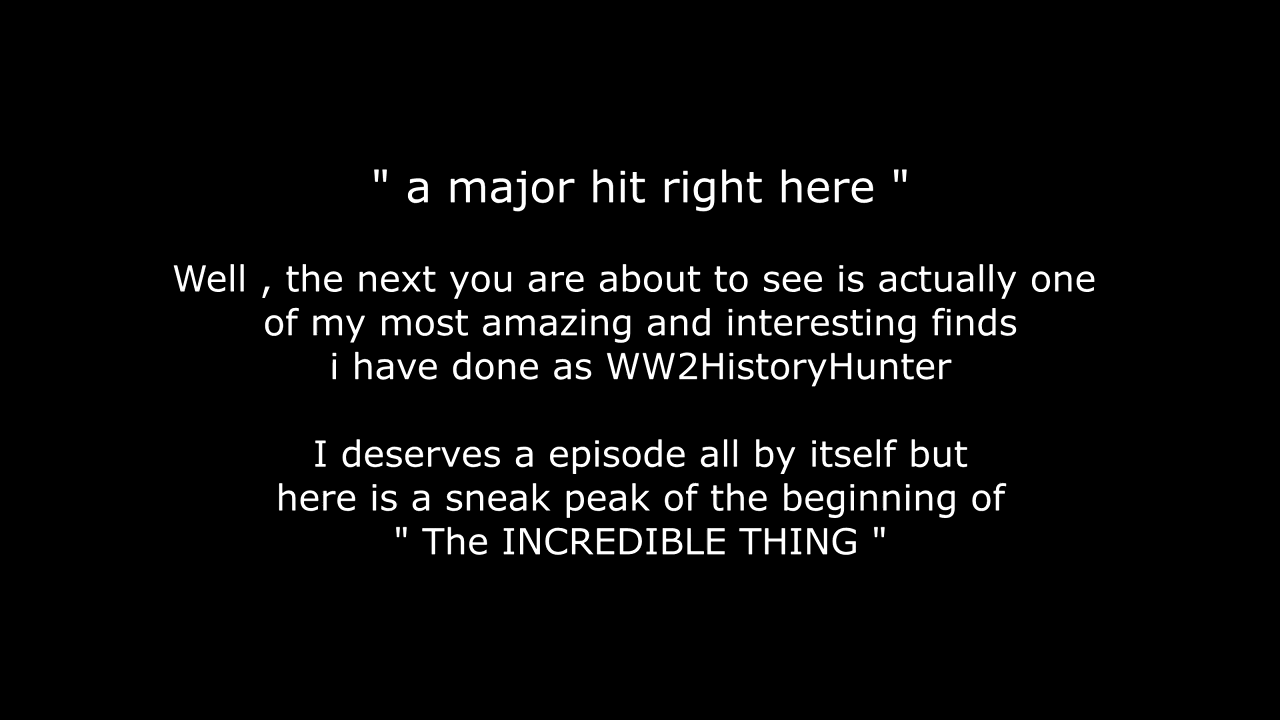 " a major hit right here "
Well , the next you are about to see is actually one
of my most amazing and interesting finds
i have done as WW2HistoryHunter
I deserves a episode all by itself but
here is a sneak peak of the beginning of
" The INCREDIBLE THING "